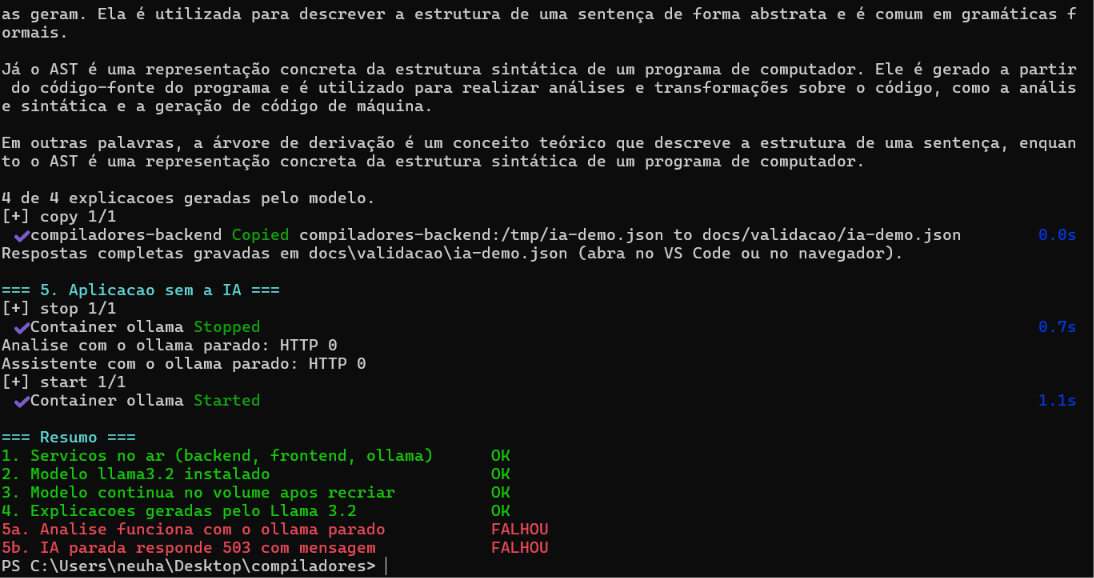 as geram. Ela é utilizada para descrever a estrutura de uma sentença de forma abstrata e é comum em gramáticas f
ormais.
Já o AST é uma representação concreta da estrutura sintática de um programa de computador. Ele é gerado a partir
 do código-fonte do programa e é utilizado para realizar análises e transformações sobre o código, como a anális
e sintática e a geração de código de máquina.
Em outras palavras, a árvore de derivação é um conceito teórico que descreve a estrutura de uma sentença, enquan
to o AST é uma representação concreta da estrutura sintática de um programa de computador.
4 de 4 explicacoes geradas pelo modelo.
[+] copy 1/1
✓compiladores-backend Copied compiladores-backend:/tmp/ia-demo.json to docs/validacao/ia-demo.json 0.0s
Respostas completas gravadas em docs\validacao\ia-demo.json (abra no VS Code ou no navegador).
=== 5. Aplicacao sem a IA ===
[+] stop 1/1
✓Container ollama Stopped 0.7s
Analise com o ollama parado: HTTP 0
Assistente com o ollama parado: HTTP 0
[+] start 1/1
✓Container ollama Started 1.1s
=== Resumo ===
1. Servicos no ar (backend, frontend, ollama) OK
2. Modelo llama3.2 instalado OK
3. Modelo continua no volume apos recriar OK
4. Explicacoes geradas pelo Llama 3.2 OK
5a. Analise funciona com o ollama parado FALHOU
5b. IA parada responde 503 com mensagem FALHOU
PS C:\Users\neuha\Desktop\compiladores>